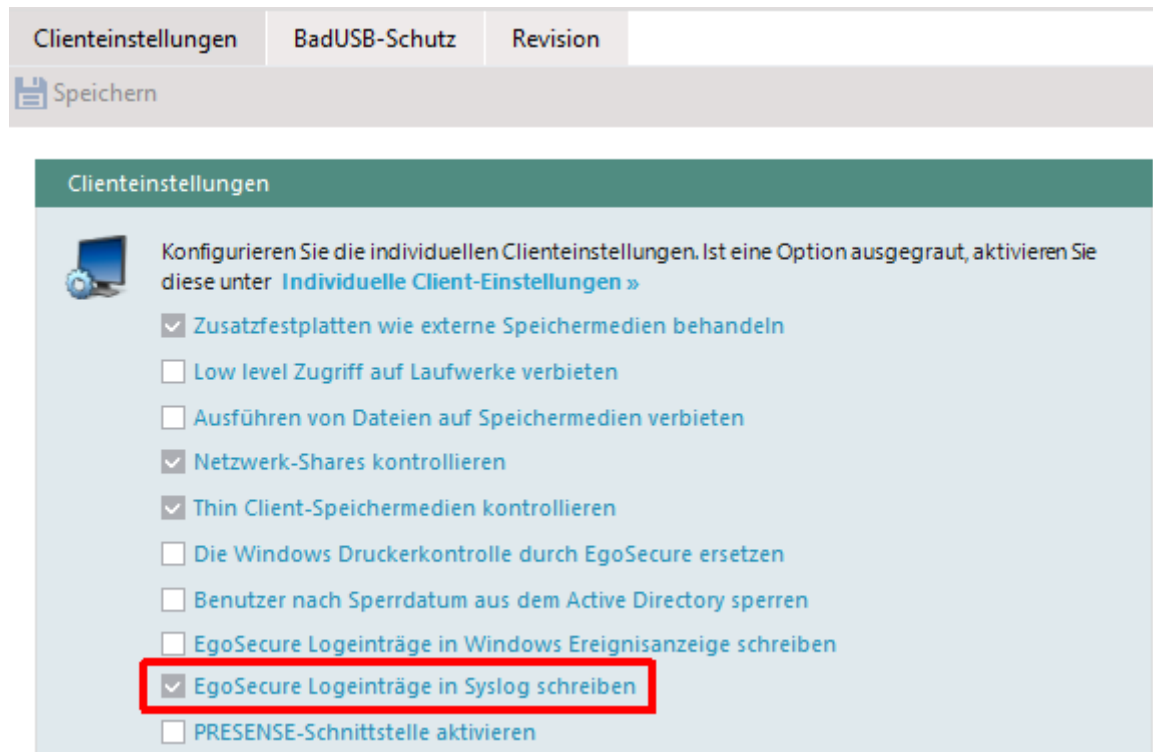 Clienteinstellungen BadUSB-Schutz Revision
Speichern
Clienteinstellungen
Konfigurieren Sie die individuellen Clienteinstellungen. Ist eine Option ausgegraut, aktivieren Sie
diese unter Individuelle Client-Einstellungen »
Zusatzfestplatten wie externe Speichermedien behandeln
Low level Zugriff auf Laufwerke verbieten
Ausführen von Dateien auf Speichermedien verbieten
Netzwerk-Shares kontrollieren
Thin Client-Speichermedien kontrollieren
Die Windows Druckerkontrolle durch EgoSecure ersetzen
Benutzer nach Sperrdatum aus dem Active Directory sperren
EgoSecure Logeinträge in Windows Ereignisanzeige schreiben
EgoSecure Logeinträge in Syslog schreiben
PRESENSE-Schnittstelle aktivieren